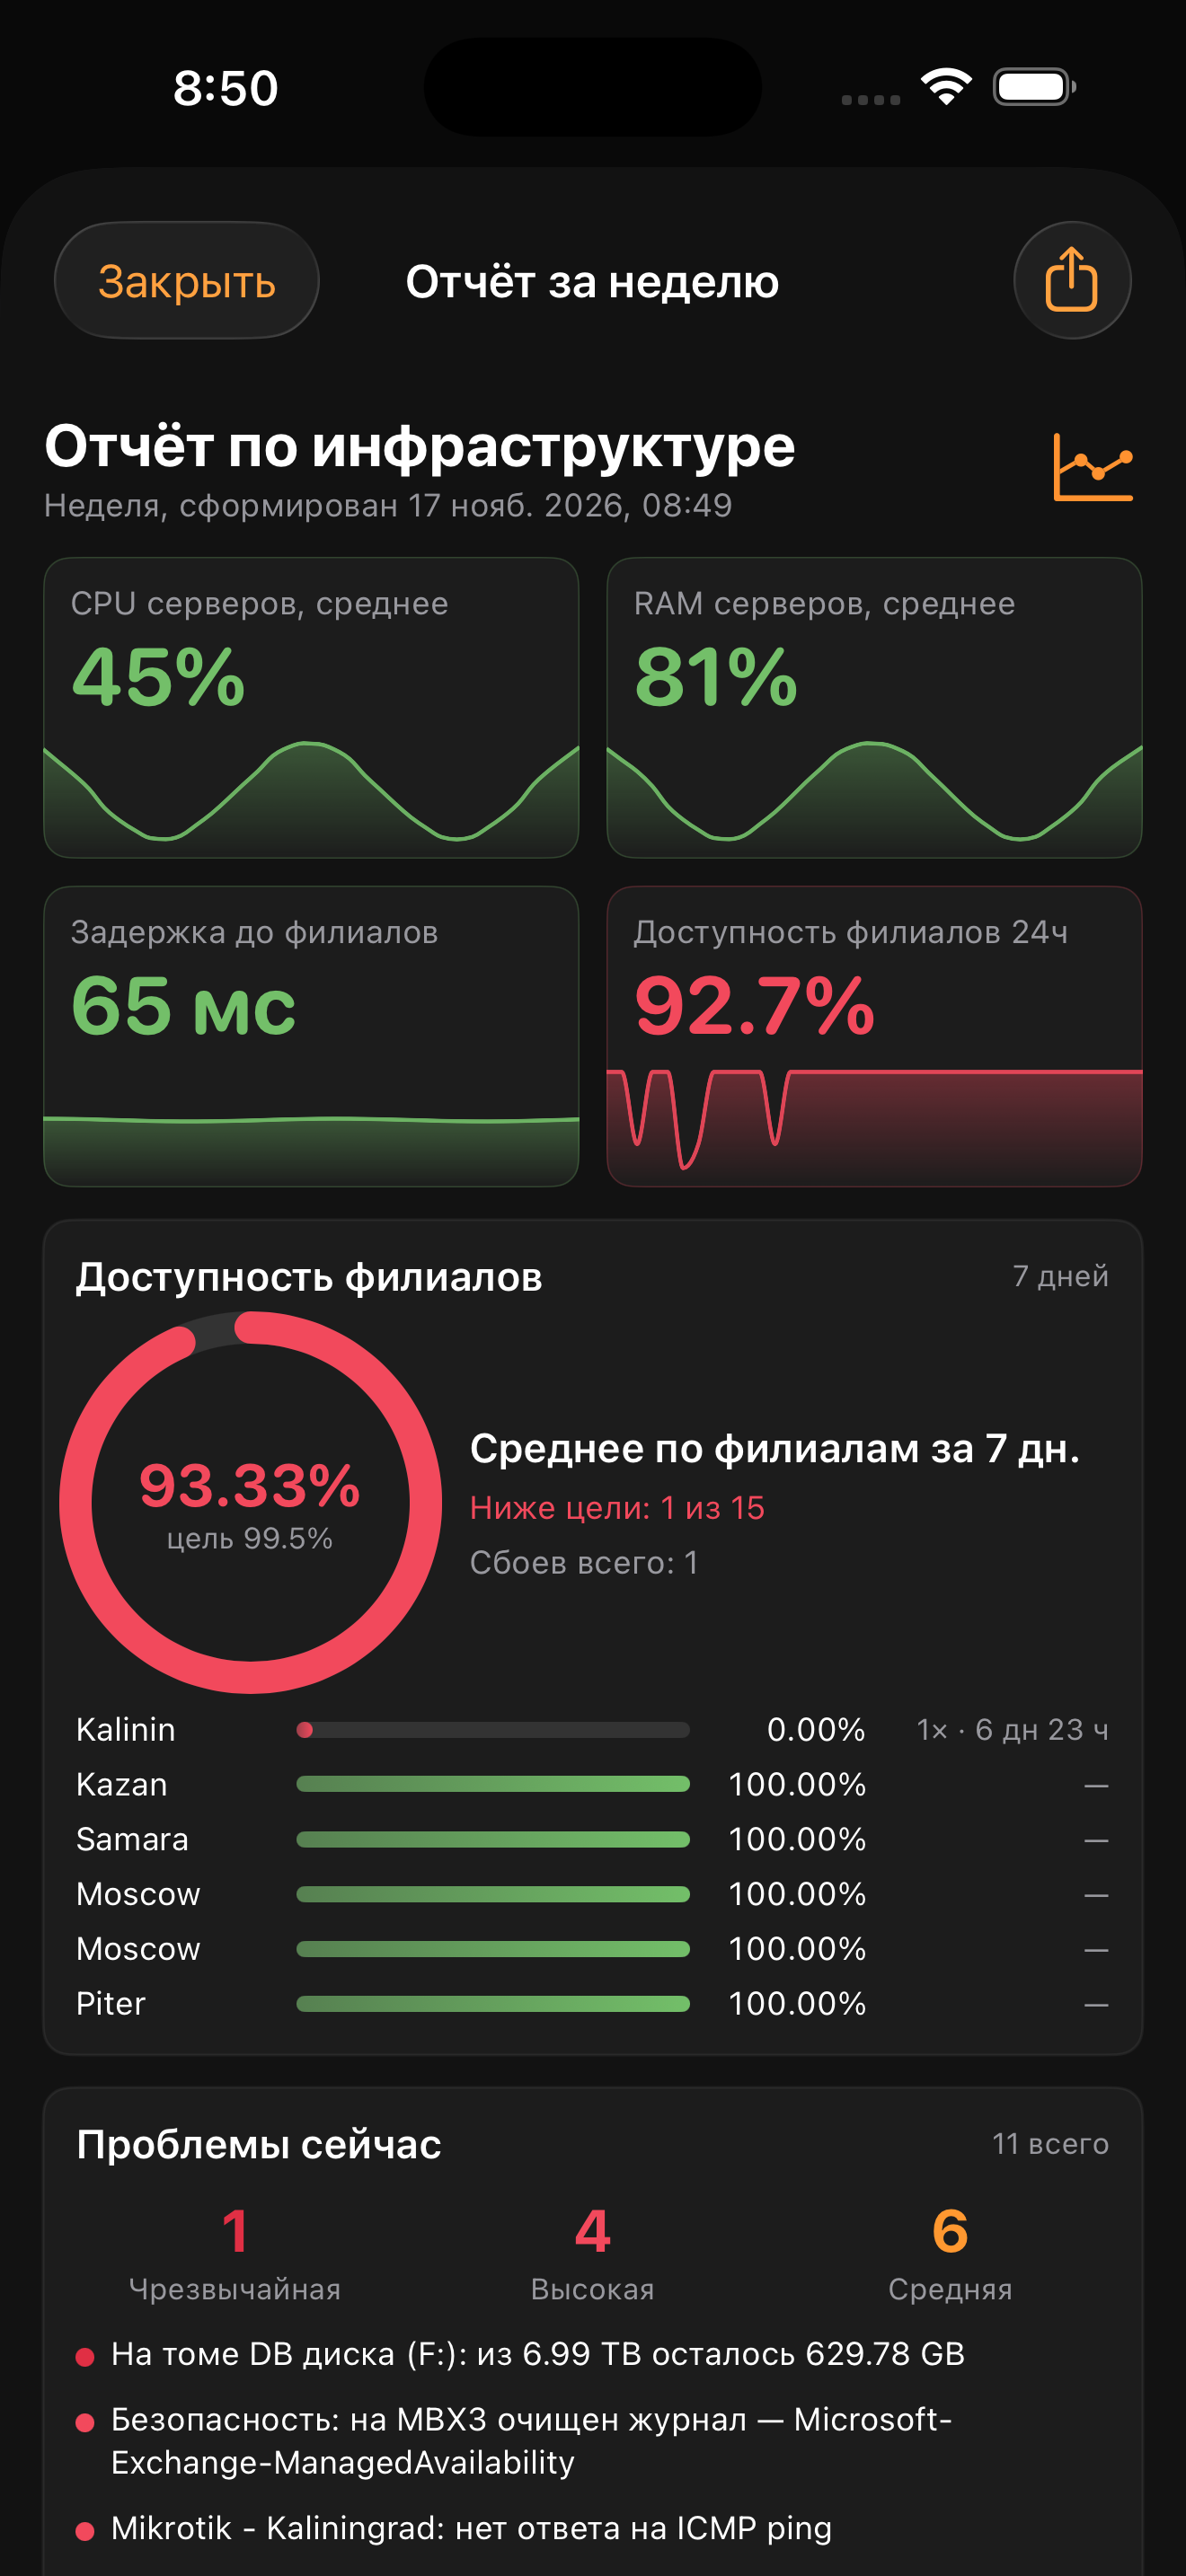 8:50
Закрыть
Отчёт за неделю
Отчёт по инфраструктуре
Неделя, сформирован 17 нояб. 2026, 08:49
CPU серверов, среднее
45%
RAM серверов, среднее
81%
Задержка до филиалов
65 мс
Доступность филиалов 24ч
92.7%
Доступность филиалов
7 дней
93.33%
цель 99.5%
Среднее по филиалам за 7 дн.
Ниже цели: 1 из 15
Сбоев всего: 1
Kalinin 0.00% 1× · 6 дн 23 ч
Kazan 100.00% —
Samara 100.00% —
Moscow 100.00% —
Moscow 100.00% —
Piter 100.00% —
Проблемы сейчас
11 всего
1
Чрезвычайная
4
Высокая
6
Средняя
На томе DB диска (F:): из 6.99 TB осталось 629.78 GB
Безопасность: на MBX3 очищен журнал — Microsoft-
Exchange-ManagedAvailability
Mikrotik - Kaliningrad: нет ответа на ICMP ping